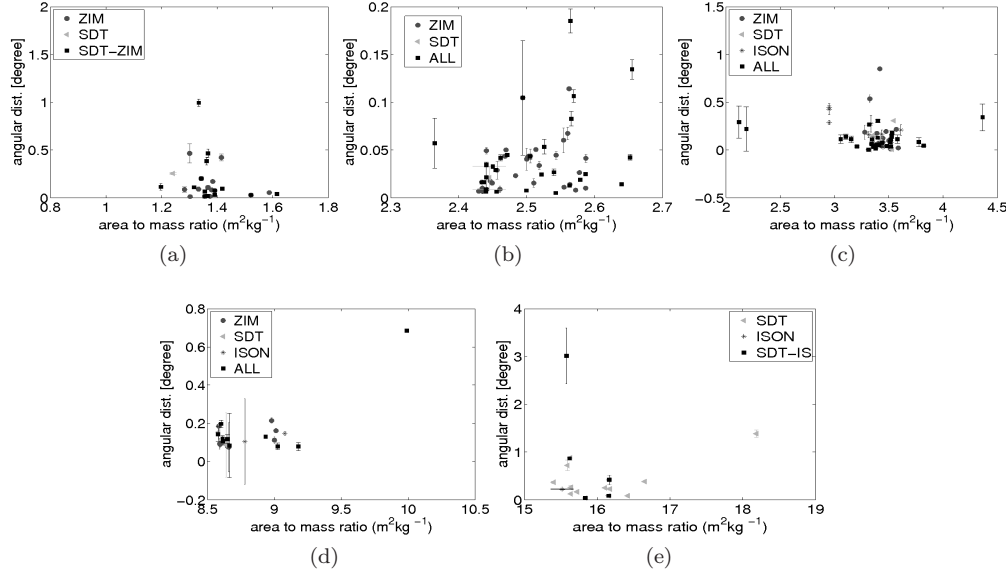 2
1.5
1
0.5
0
angular dist. [degree]
ZIM
SDT
SDT−ZIM
1
1.2
1.4
1.6
1.8
area to mass ratio (m²kg⁻¹)
(a)
0.2
0.15
0.1
0.05
0
angular dist. [degree]
ZIM
SDT
ALL
2.3
2.4
2.5
2.6
2.7
area to mass ratio (m²kg⁻¹)
(b)
1.5
1
0.5
0
−0.5
angular dist. [degree]
ZIM
SDT
ISON
ALL
2
2.5
3
3.5
4
4.5
area to mass ratio (m²kg⁻¹)
(c)
0.8
0.6
0.4
0.2
0
−0.2
angular dist. [degree]
ZIM
SDT
ISON
ALL
8.5
9
9.5
10
10.5
area to mass ratio (m²kg⁻¹)
(d)
4
3
2
1
0
angular dist. [degree]
SDT
ISON
SDT−IS
15
16
17
18
19
area to mass ratio (m²kg⁻¹)
(e)